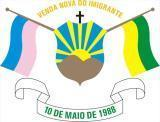 VENDA NOVA DO IMIGRANTE
10 DE MAIO DE 1988